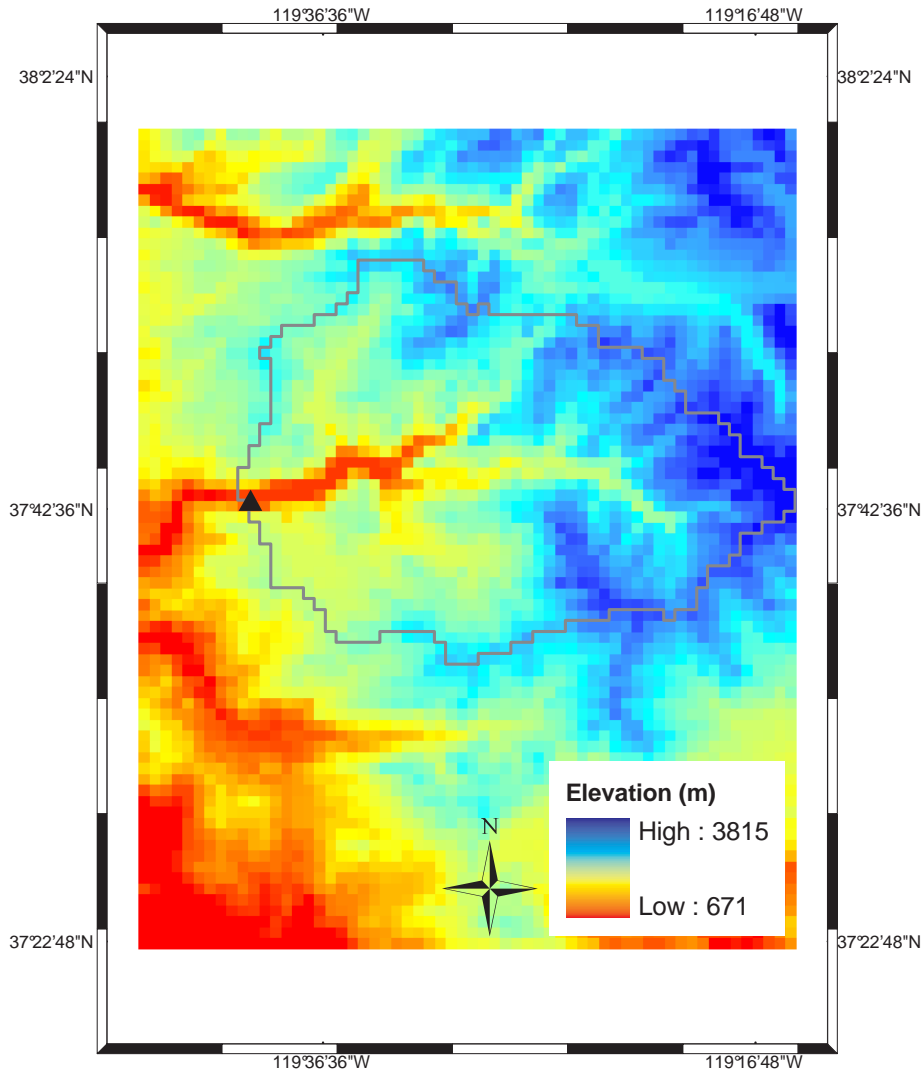 119°36'36"W 119°16'48"W
38°2'24"N 38°2'24"N
37°42'36"N 37°42'36"N
Elevation (m)
High : 3815
Low : 671
N
37°22'48"N 37°22'48"N
119°36'36"W 119°16'48"W